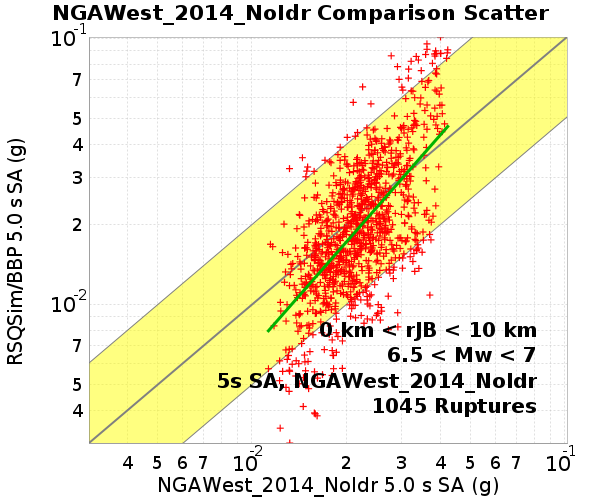 NGAWest_2014_NoIdr Comparison Scatter
RSQSim/BBP 5.0 s SA (g)
10-1
7
5
4
3
2
10-2
7
5
4
0 km < rJB < 10 km
6.5 < Mw < 7
5s SA, NGAWest_2014_NoIdr
1045 Ruptures
4 5 6 7 10-2 2 3 4 5 6 7 10-1
NGAWest_2014_NoIdr 5.0 s SA (g)